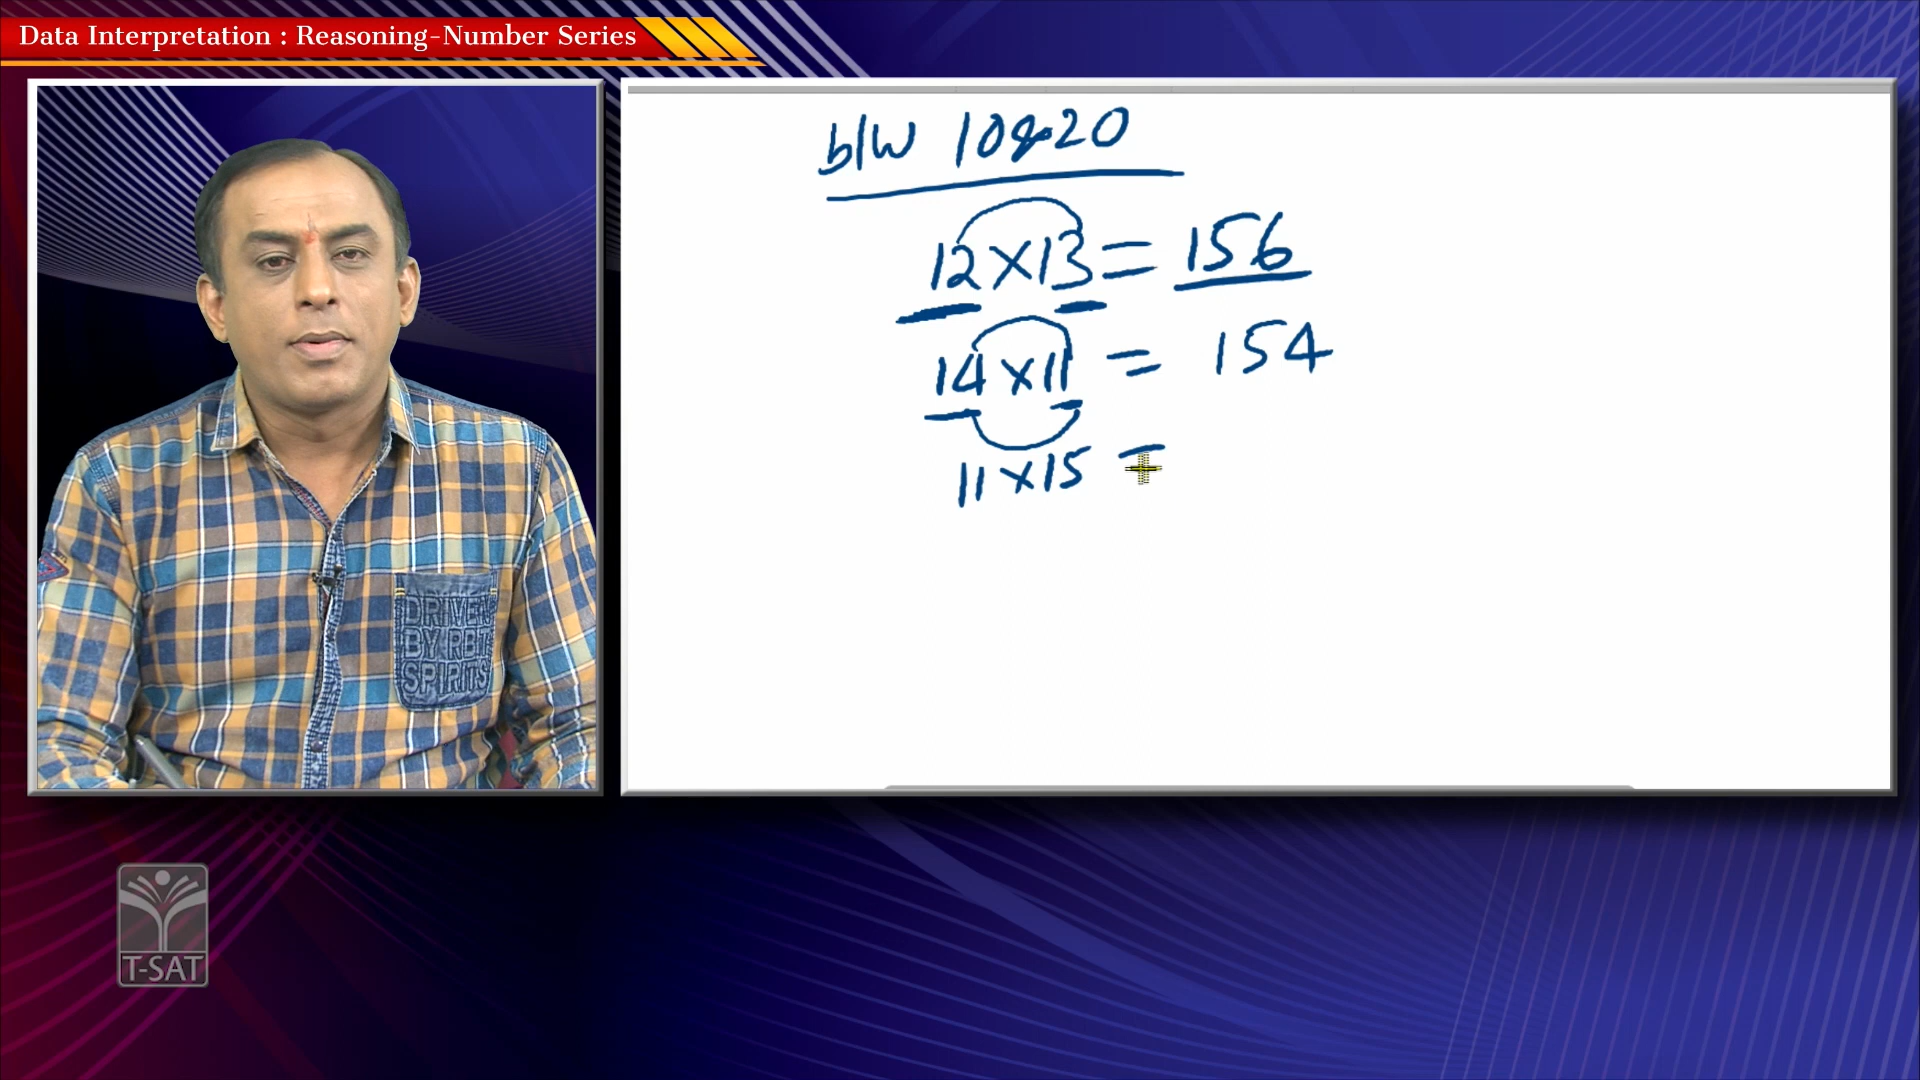 Data Interpretation : Reasoning-Number Series
b/w 10 & 20
12 × 13 = 156
14 × 11 = 154
11 × 15 =
DRIVEN
BY RBT
SPIRITS
T-SAT